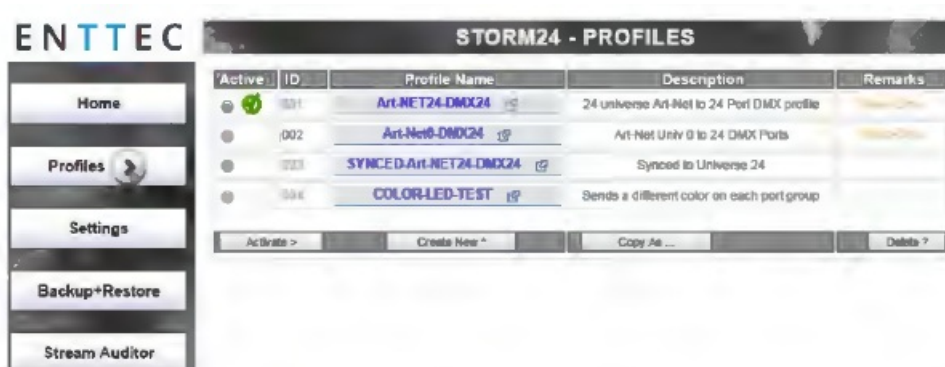 ENTTEC
STORM24 - PROFILES
Active ID Profile Name Description Remarks
Home
Art-NET24-DMX24 24 universe Art-Net to 24 Port DMX profile
002 Art-Net0-DMX24 Art-Net Univ 0 to 24 DMX Ports
Profiles
SYNCED-Art-NET24-DMX24 Synced to Universe 24
COLOR-LED-TEST Sends a different color on each port group
Settings
Activate > Create New ^ Copy As ... Delete ?
Backup+Restore
Stream Auditor